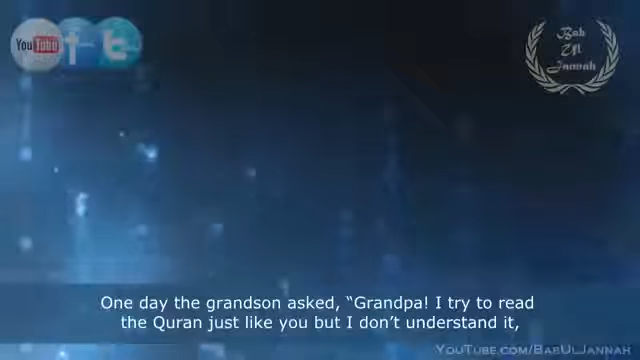 YouTube
f
t
Bab
Ul
Jannah
One day the grandson asked, “Grandpa! I try to read
the Quran just like you but I don’t understand it,
YouTube.com/BabUlJannah